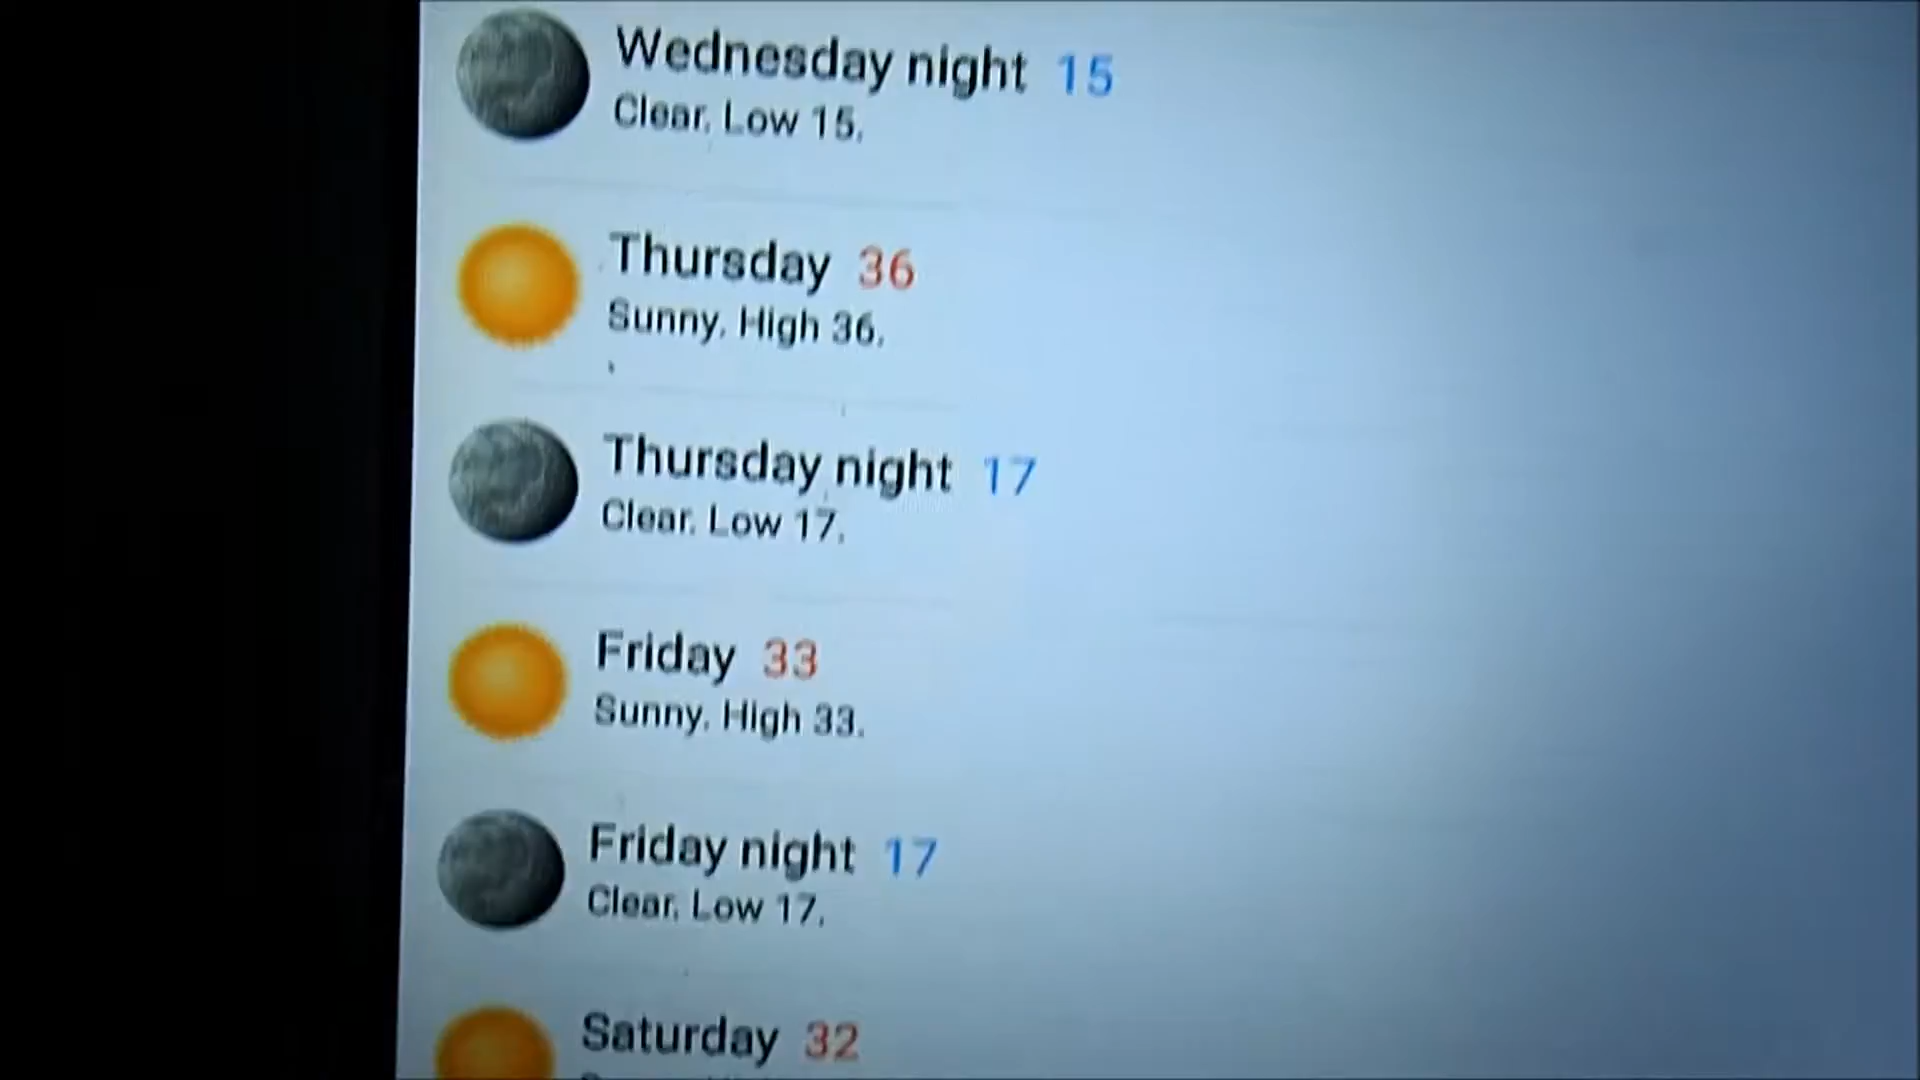 Wednesday night 15
Clear. Low 15.
Thursday 36
Sunny. High 36.
Thursday night 17
Clear. Low 17.
Friday 33
Sunny. High 33.
Friday night 17
Clear. Low 17.
Saturday 32